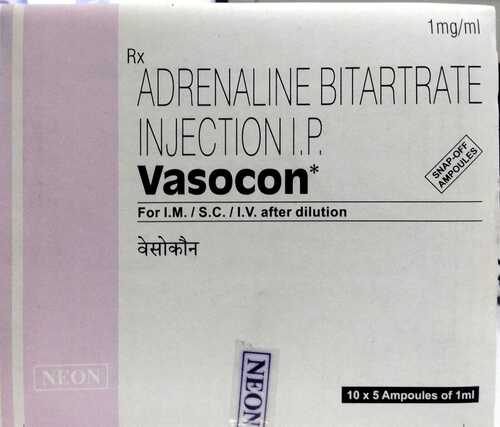 1mg/ml
Rx
ADRENALINE BITARTRATE
INJECTION I.P.
Vasocon*
SNAP-OFF
AMPOULES
For I.M. / S.C. / I.V. after dilution
वेसोकौन
NEON
NEON
10 x 5 Ampoules of 1ml